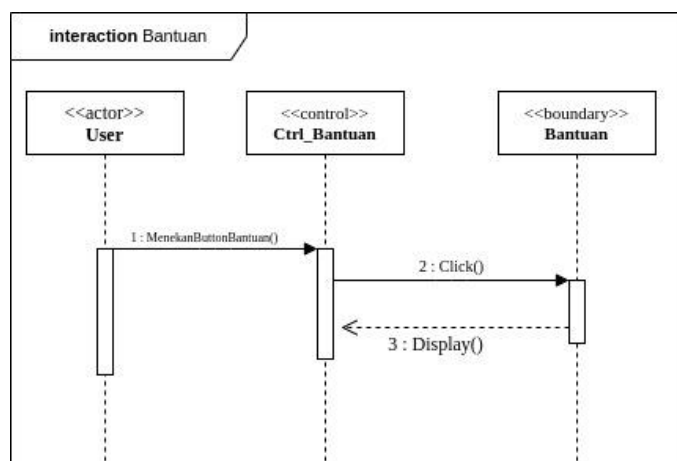 interaction Bantuan
<<actor>>
User
<<control>>
Ctrl_Bantuan
<<boundary>>
Bantuan
1 : MenekanButtonBantuan()
2 : Click()
3 : Display()